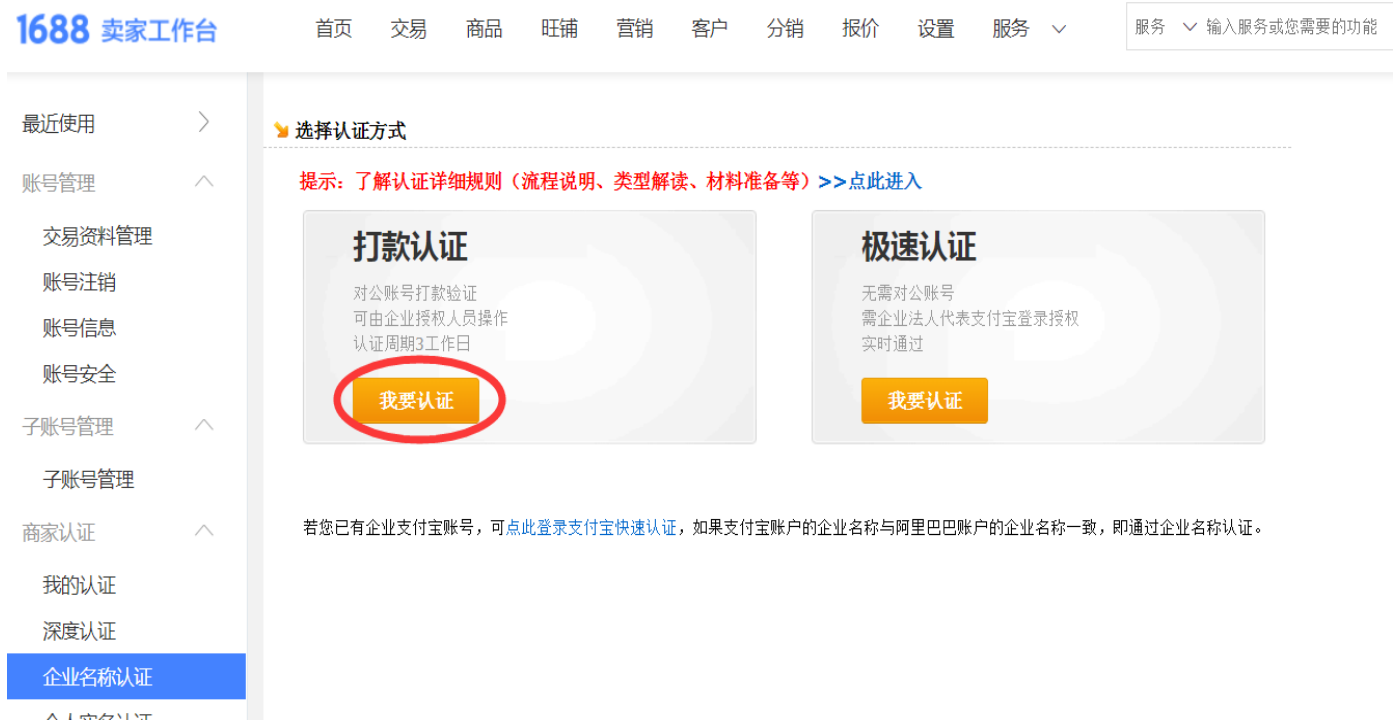 1688 卖家工作台
首页 交易 商品 旺铺 营销 客户 分销 报价 设置 服务
服务 输入服务或您需要的功能
最近使用
账号管理
交易资料管理
账号注销
账号信息
账号安全
子账号管理
子账号管理
商家认证
我的认证
深度认证
企业名称认证
个人实名认证
选择认证方式
提示：了解认证详细规则（流程说明、类型解读、材料准备等）>>点此进入
打款认证
对公账号打款验证
可由企业授权人员操作
认证周期3工作日
我要认证
极速认证
无需对公账号
需企业法人代表支付宝登录授权
实时通过
我要认证
若您已有企业支付宝账号，可点此登录支付宝快速认证，如果支付宝账户的企业名称与阿里巴巴账户的企业名称一致，即通过企业名称认证。